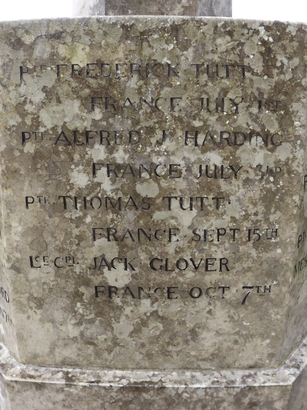 PTE FREDERICK TUTT
FRANCE JULY 1ST
PTE ALFRED J HARDING
FRANCE JULY 3RD
PTE THOMAS TUTT
FRANCE SEPT 15TH
LCE CPL JACK GLOVER
FRANCE OCT 7TH